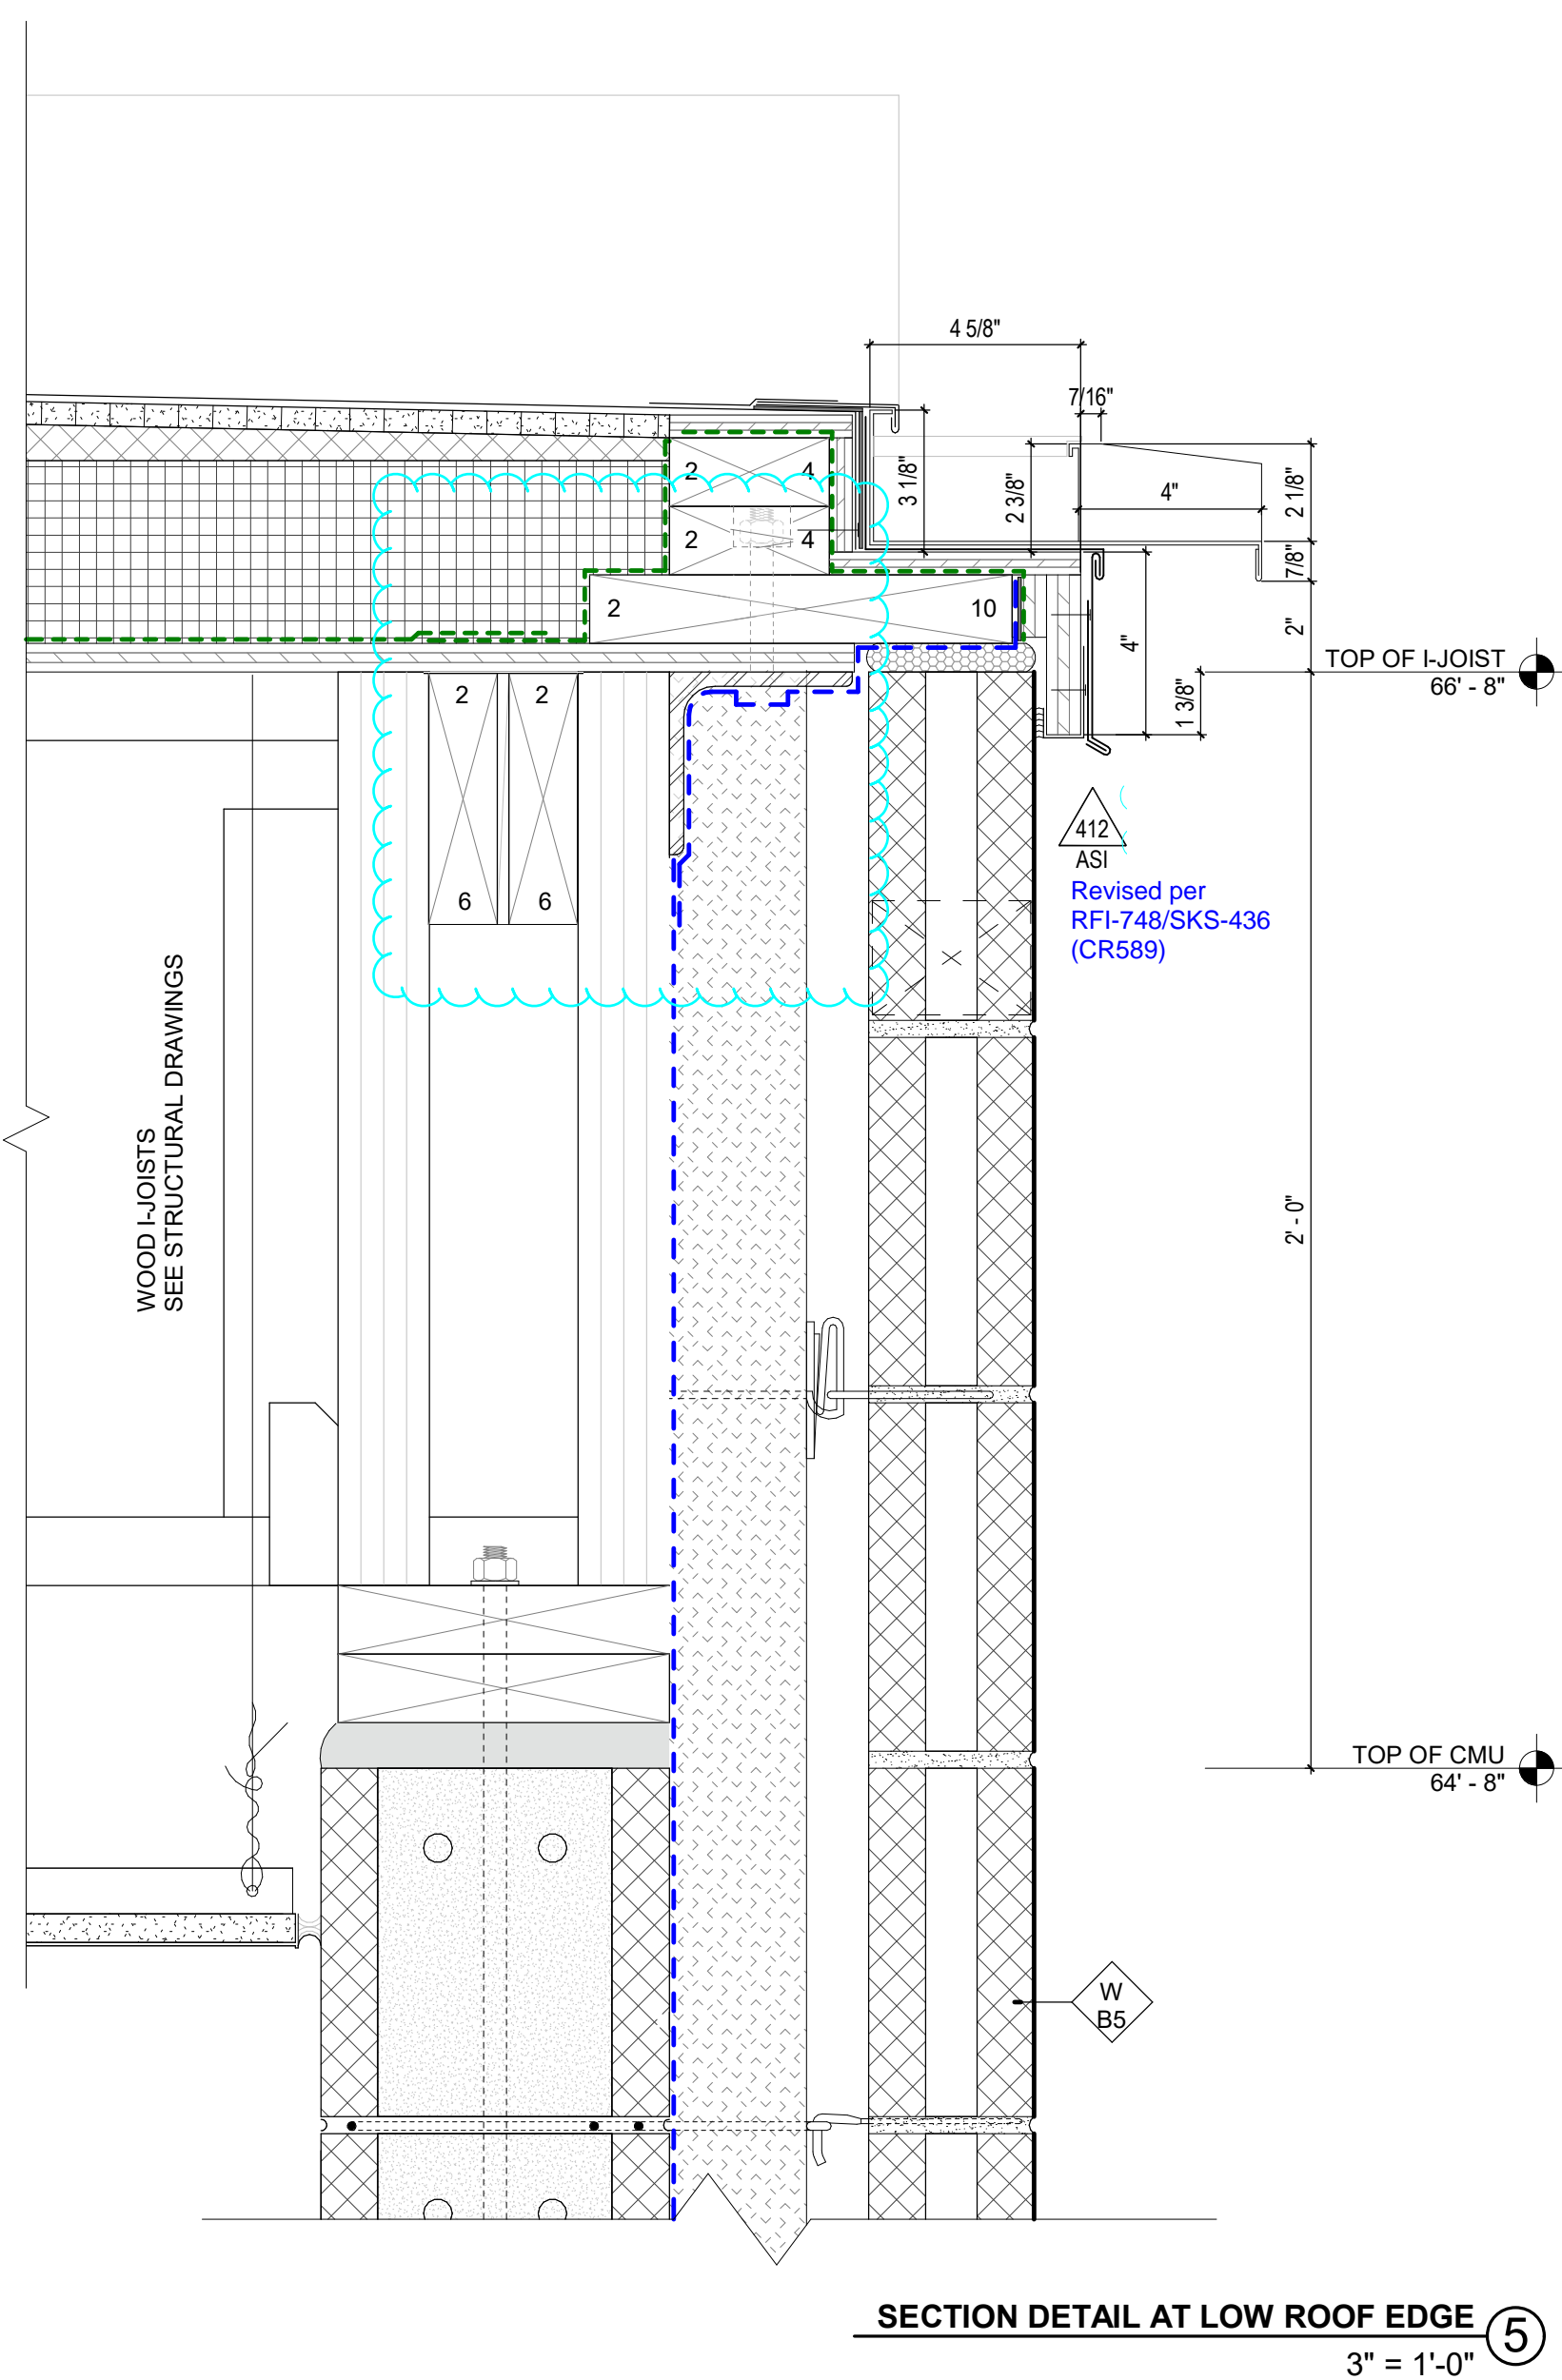 4 5/8"
7/16"
3 1/8"
2 3/8"
4"
2 1/8"
7/8"
2"
4"
1 3/8"
2 4
2 4
2 10
TOP OF I-JOIST
66' - 8"
2 2
6 6
412
ASI
Revised per
RFI-748/SKS-436
(CR589)
WOOD I-JOISTS
SEE STRUCTURAL DRAWINGS
2' - 0"
TOP OF CMU
64' - 8"
W
B5
SECTION DETAIL AT LOW ROOF EDGE
5
3" = 1'-0"